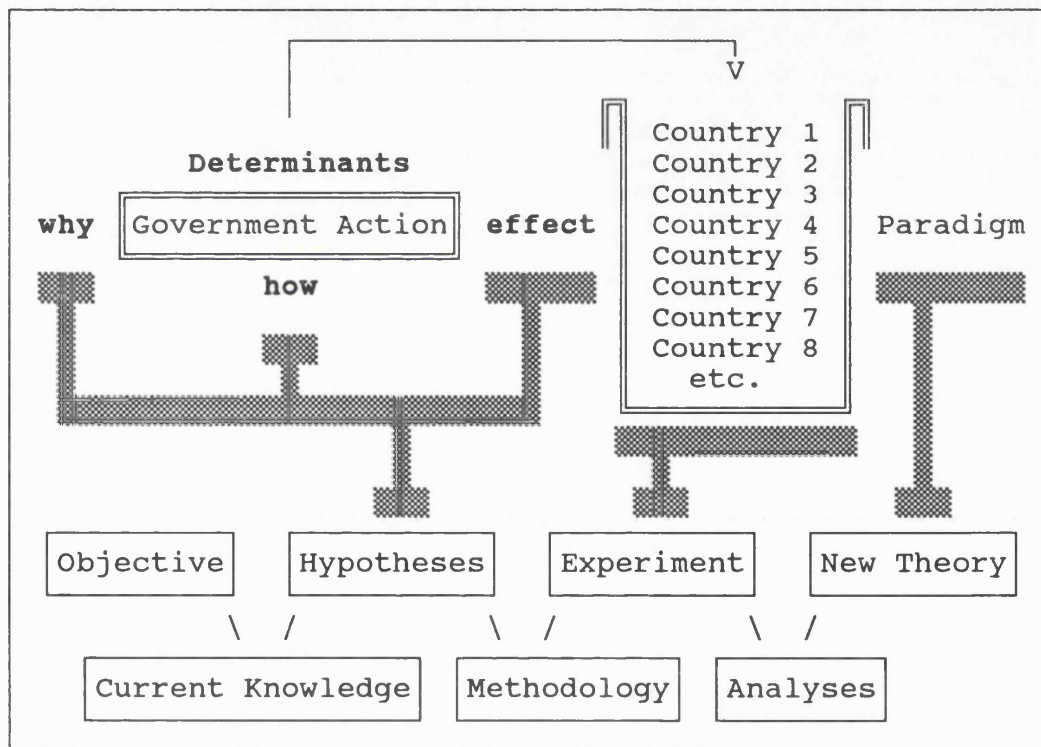 V
Country 1
Country 2
Country 3
Country 4
Country 5
Country 6
Country 7
Country 8
etc.
Determinants
why Government Action effect
how
Paradigm
Objective Hypotheses Experiment New Theory
\ / \ / \ /
Current Knowledge Methodology Analyses